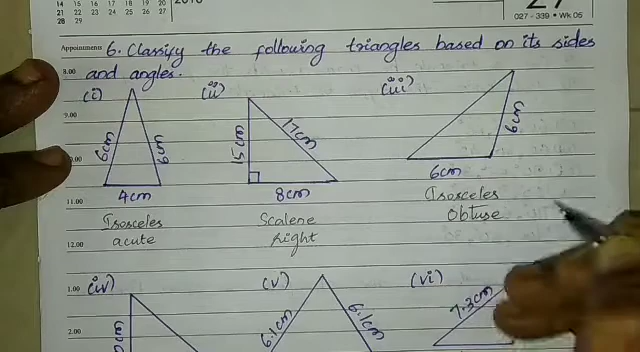 14 15 16 17 18 19 20
21 22 23 24 25 26 27
28 29
027 - 339 • Wk 05
Appointments 6. Classify the following triangles based on its sides
8.00 and angles.
(i) (ii) (iii)
9.00
6cm 6cm 15cm 17cm 6cm
4cm 8cm 6cm
11.00 Isosceles Scalene Isosceles
acute right obtuse
12.00
1.00 (iv) (v) (vi)
6.1cm 6.1cm 7.3cm
2.00